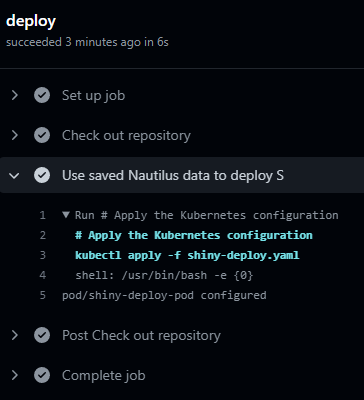 deploy
succeeded 3 minutes ago in 6s
Set up job
Check out repository
Use saved Nautilus data to deploy S
1 ▼ Run # Apply the Kubernetes configuration
2 # Apply the Kubernetes configuration
3 kubectl apply -f shiny-deploy.yaml
4 shell: /usr/bin/bash -e {0}
5 pod/shiny-deploy-pod configured
Post Check out repository
Complete job